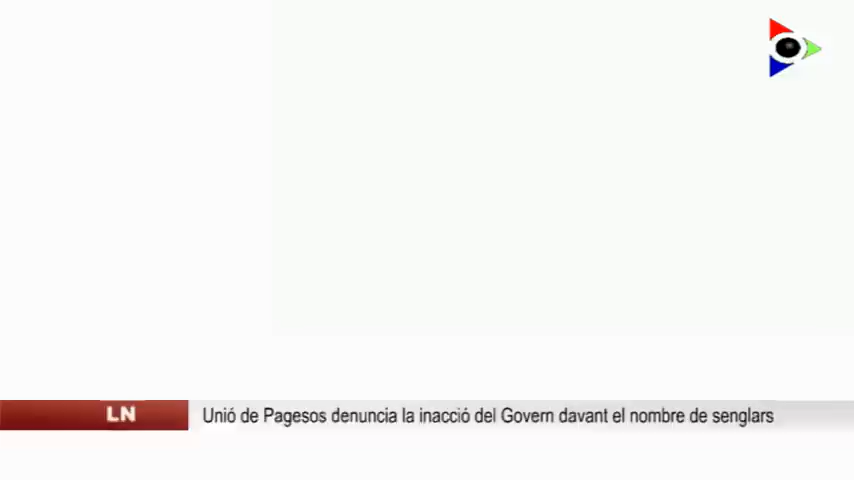 LN
Unió de Pagesos denuncia la inacció del Govern davant el nombre de senglars